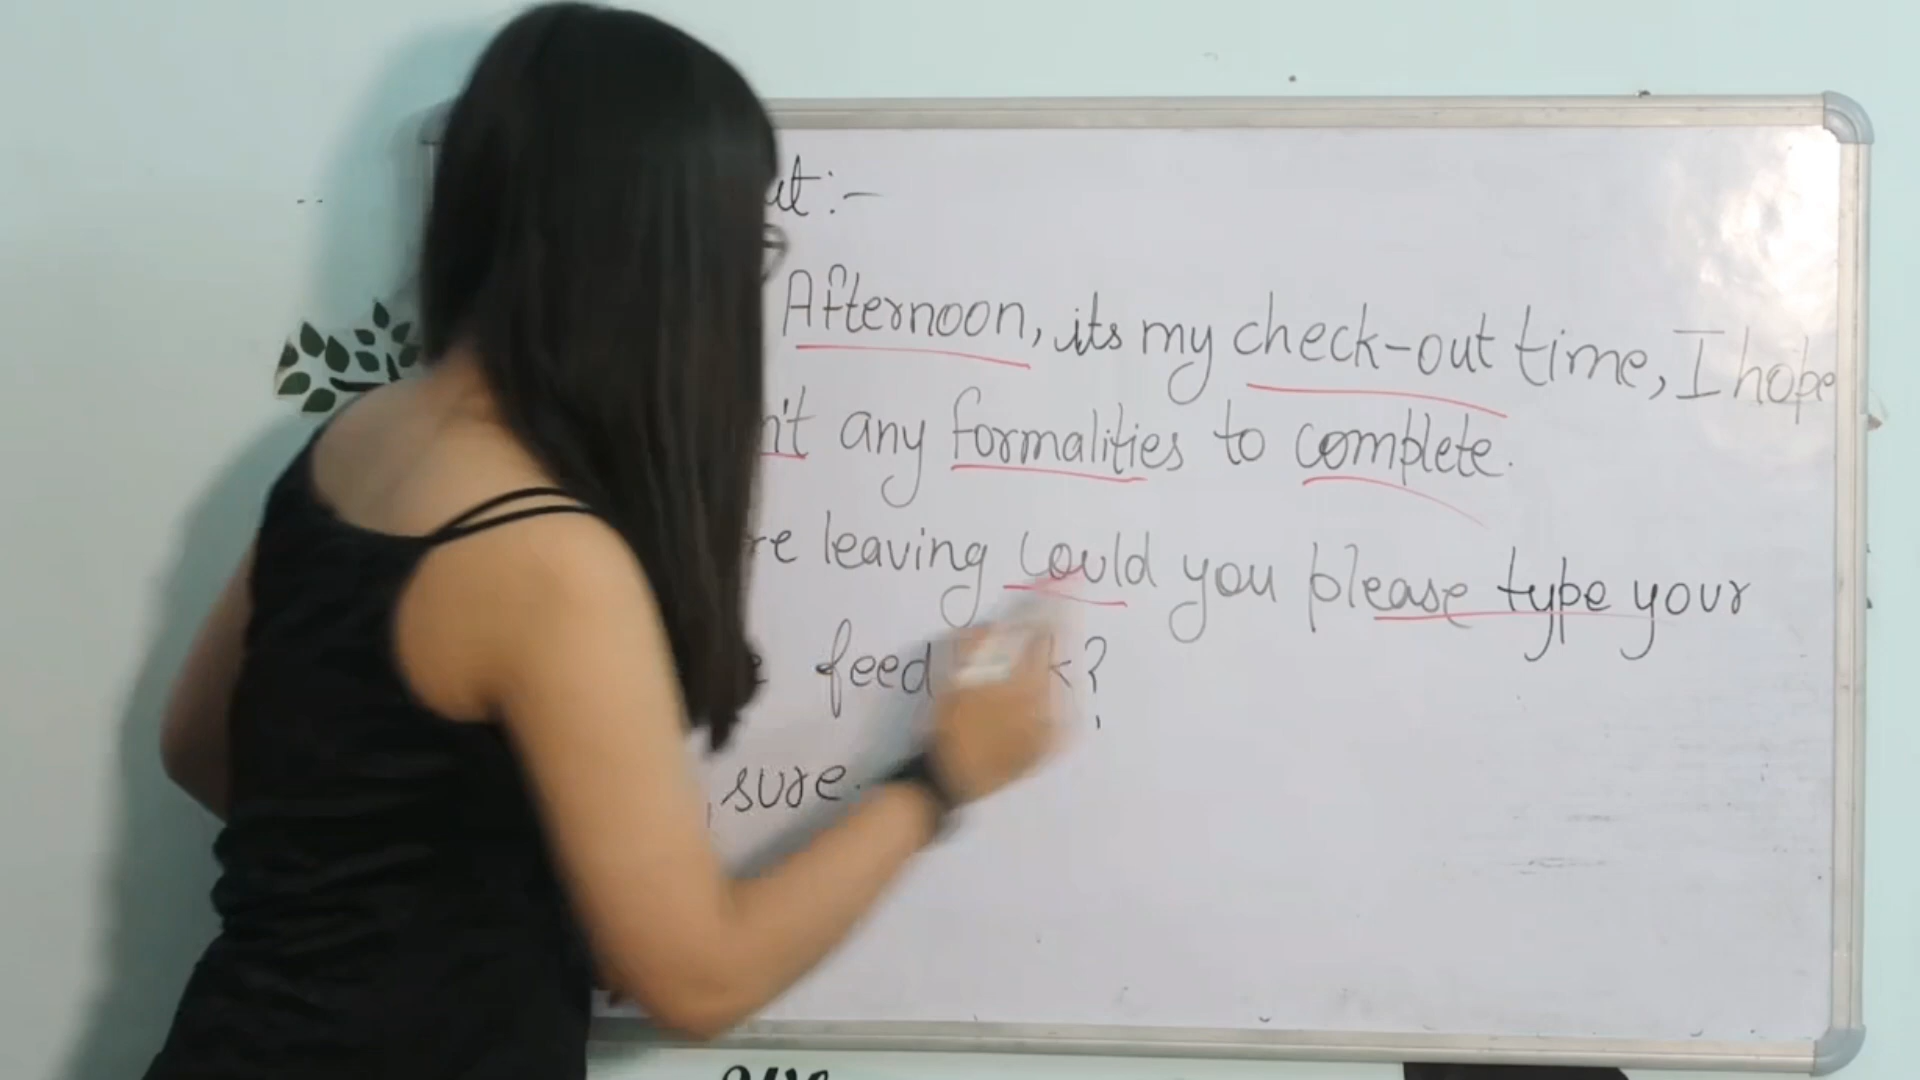 Afternoon, its my check-out time, I hope
n't any formalities to complete.
re leaving could you please type your
feed k?
, sure.